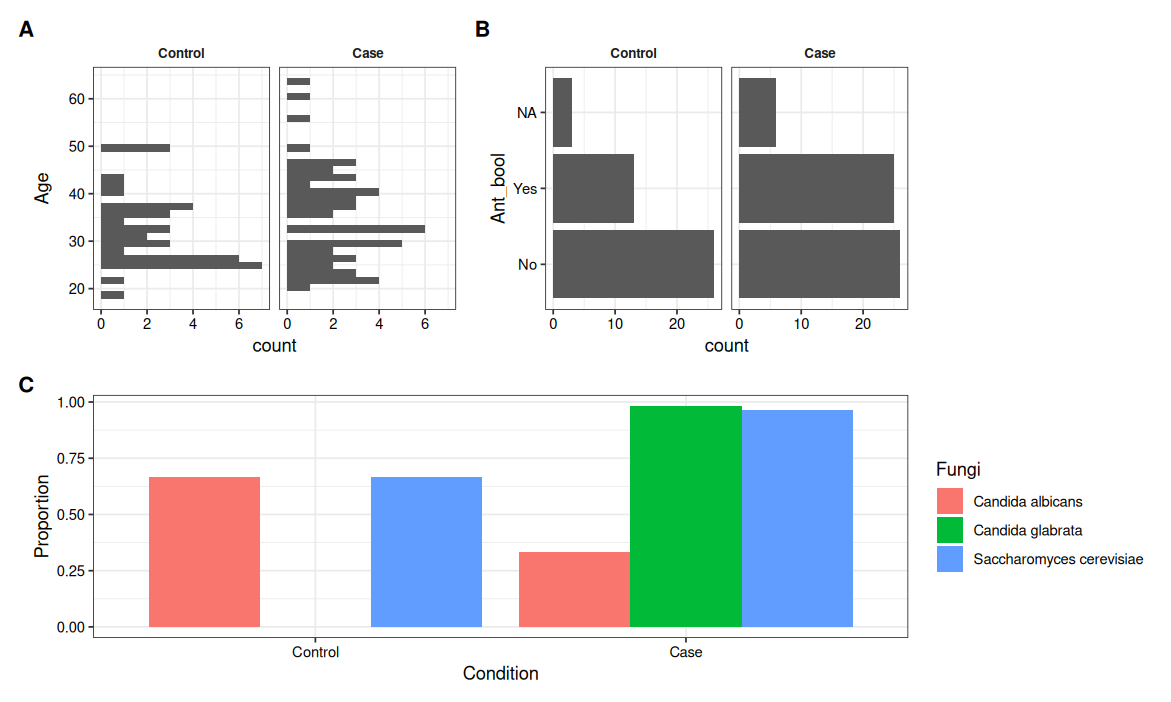 A
Control Case
Age
60
50
40
30
20
0 2 4 6 0 2 4 6
count
B
Control Case
Ant_bool
NA
Yes
No
0 10 20 0 10 20
count
C
Proportion
1.00
0.75
0.50
0.25
0.00
Control Case
Condition
Fungi
Candida albicans
Candida glabrata
Saccharomyces cerevisiae